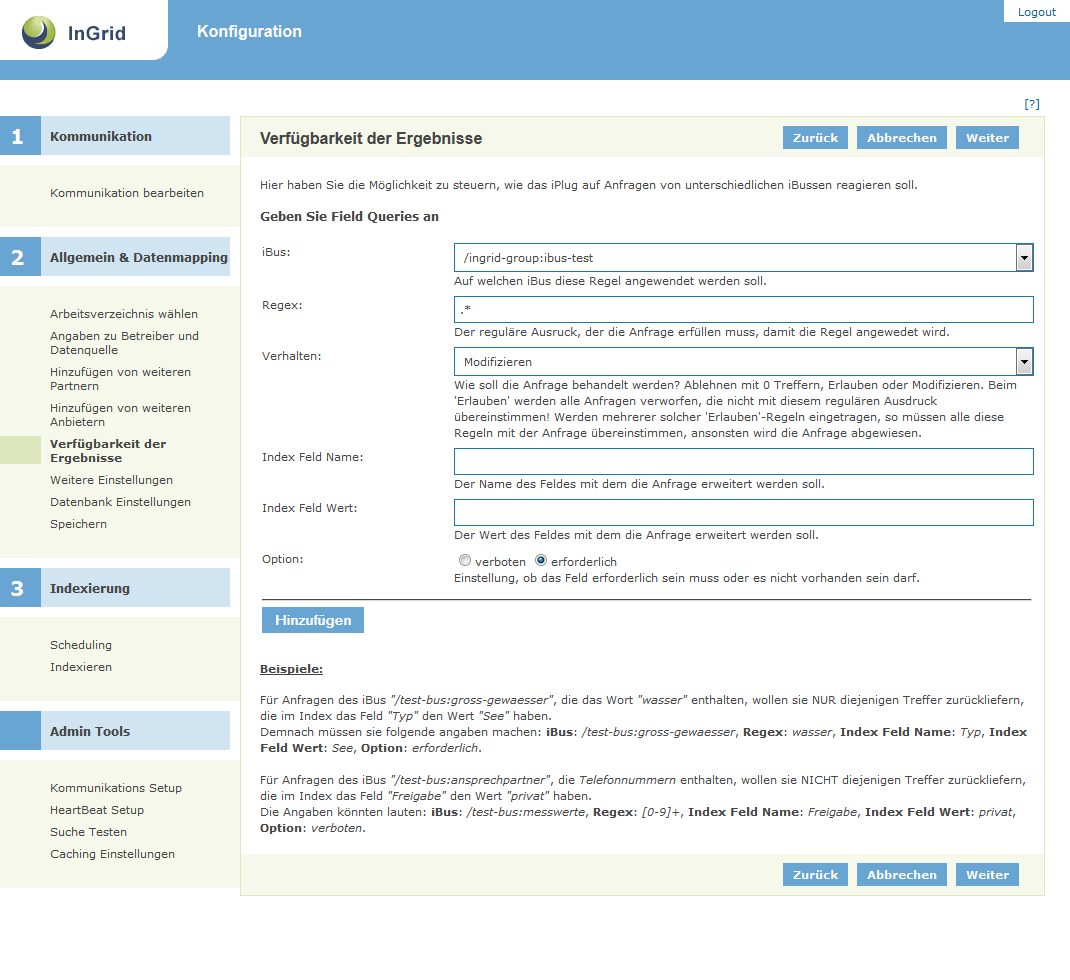 InGrid
Konfiguration
Logout
[?]
1 Kommunikation
Kommunikation bearbeiten
2 Allgemein & Datenmapping
Arbeitsverzeichnis wählen
Angaben zu Betreiber und
Datenquelle
Hinzufügen von weiteren
Partnern
Hinzufügen von weiteren
Anbietern
Verfügbarkeit der
Ergebnisse
Weitere Einstellungen
Datenbank Einstellungen
Speichern
3 Indexierung
Scheduling
Indexieren
Admin Tools
Kommunikations Setup
HeartBeat Setup
Suche Testen
Caching Einstellungen
Verfügbarkeit der Ergebnisse
Zurück Abbrechen Weiter
Hier haben Sie die Möglichkeit zu steuern, wie das iPlug auf Anfragen von unterschiedlichen iBussen reagieren soll.
Geben Sie Field Queries an
iBus: /ingrid-group:ibus-test
Auf welchen iBus diese Regel angewendet werden soll.
Regex: .*
Der reguläre Ausruck, der die Anfrage erfüllen muss, damit die Regel angewedet wird.
Verhalten: Modifizieren
Wie soll die Anfrage behandelt werden? Ablehnen mit 0 Treffern, Erlauben oder Modifizieren. Beim
'Erlauben' werden alle Anfragen verworfen, die nicht mit diesem regulären Ausdruck
übereinstimmen! Werden mehrerer solcher 'Erlauben'-Regeln eingetragen, so müssen alle diese
Regeln mit der Anfrage übereinstimmen, ansonsten wird die Anfrage abgewiesen.
Index Feld Name:
Der Name des Feldes mit dem die Anfrage erweitert werden soll.
Index Feld Wert:
Der Wert des Feldes mit dem die Anfrage erweitert werden soll.
Option: verboten erforderlich
Einstellung, ob das Feld erforderlich sein muss oder es nicht vorhanden sein darf.
Hinzufügen
Beispiele:
Für Anfragen des iBus "/test-bus:gross-gewaesser", die das Wort "wasser" enthalten, wollen sie NUR diejenigen Treffer zurückliefern,
die im Index das Feld "Typ" den Wert "See" haben.
Demnach müssen sie folgende angaben machen: iBus: /test-bus:gross-gewaesser, Regex: wasser, Index Feld Name: Typ, Index
Feld Wert: See, Option: erforderlich.
Für Anfragen des iBus "/test-bus:ansprechpartner", die Telefonnummern enthalten, wollen sie NICHT diejenigen Treffer zurückliefern,
die im Index das Feld "Freigabe" den Wert "privat" haben.
Die Angaben könnten lauten: iBus: /test-bus:messwerte, Regex: [0-9]+, Index Feld Name: Freigabe, Index Feld Wert: privat,
Option: verboten.
Zurück Abbrechen Weiter